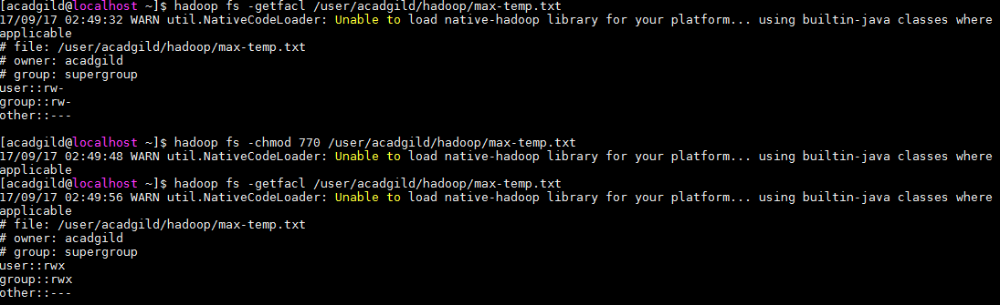 [acadgild@localhost ~]$ hadoop fs -getfacl /user/acadgild/hadoop/max-temp.txt
17/09/17 02:49:32 WARN util.NativeCodeLoader: Unable to load native-hadoop library for your platform... using builtin-java classes where
applicable
# file: /user/acadgild/hadoop/max-temp.txt
# owner: acadgild
# group: supergroup
user::rw-
group::rw-
other::---
[acadgild@localhost ~]$ hadoop fs -chmod 770 /user/acadgild/hadoop/max-temp.txt
17/09/17 02:49:48 WARN util.NativeCodeLoader: Unable to load native-hadoop library for your platform... using builtin-java classes where
applicable
[acadgild@localhost ~]$ hadoop fs -getfacl /user/acadgild/hadoop/max-temp.txt
17/09/17 02:49:56 WARN util.NativeCodeLoader: Unable to load native-hadoop library for your platform... using builtin-java classes where
applicable
# file: /user/acadgild/hadoop/max-temp.txt
# owner: acadgild
# group: supergroup
user::rwx
group::rwx
other::---